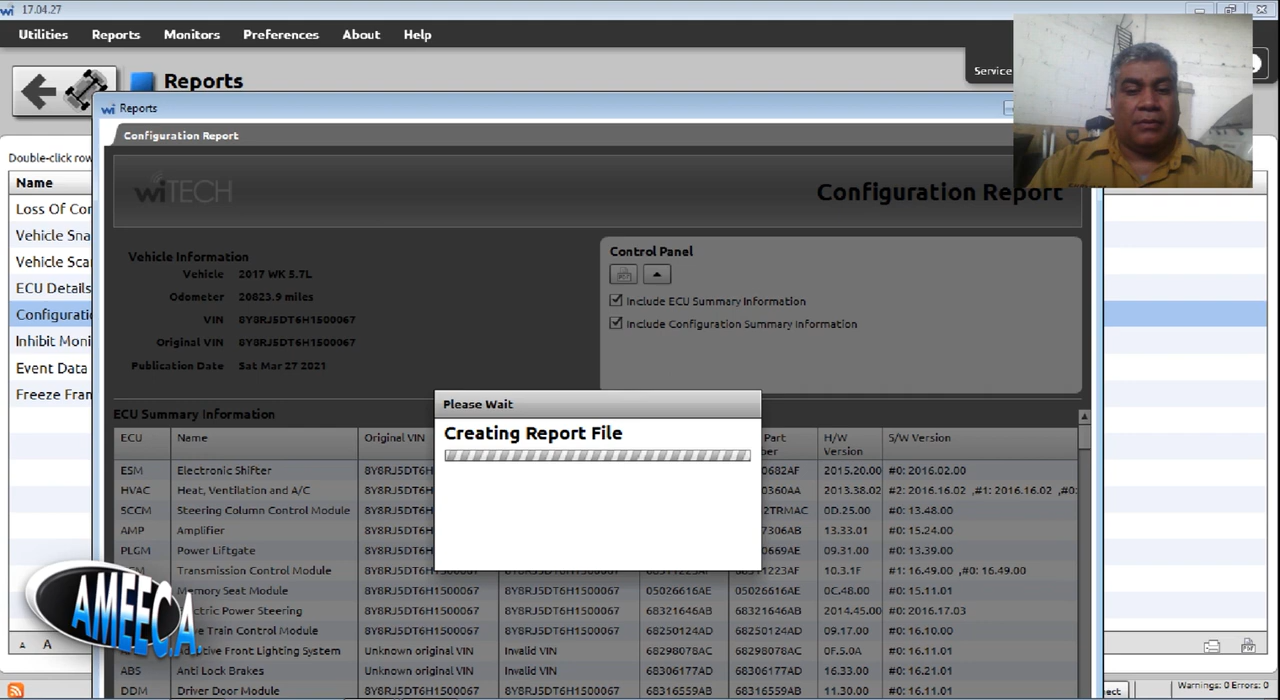 17.04.27
Utilities Reports Monitors Preferences About Help
Reports
Service
Reports
Configuration Report
Double-click row
Name
Loss Of Con
Vehicle Sna
Vehicle Sca
ECU Details
Configuratio
Inhibit Moni
Event Data
Freeze Fran
wiTECH
Configuration Report
Vehicle Information
Vehicle 2017 WK 5.7L
Odometer 20823.9 miles
VIN 8Y8RJ5DT6H1500067
Original VIN 8Y8RJ5DT6H1500067
Publication Date Sat Mar 27 2021
Control Panel
Include ECU Summary Information
Include Configuration Summary Information
Please Wait
Creating Report File
ECU Summary Information
ECU Name Original VIN Part H/W Version S/W Version
ESM Electronic Shifter 8Y8RJ5DT6H 0682AF 2015.20.00 #0: 2016.02.00
HVAC Heat, Ventilation and A/C 8Y8RJ5DT6H 0360AA 2013.38.02 #2: 2016.16.02 ,#1: 2016.16.02 ,#0:
SCCM Steering Column Control Module 8Y8RJ5DT6H 2TRMAC 0D.25.00 #0: 13.48.00
AMP Amplifier 8Y8RJ5DT6H 7306AB 13.33.01 #0: 15.24.00
PLGM Power Liftgate 8Y8RJ5DT6H 0669AE 09.31.00 #0: 13.39.00
Transmission Control Module 10.3.1F #1: 16.49.00 ,#0: 16.49.00
Memory Seat Module 8Y8RJ5DT6H1500067 8Y8RJ5DT6H1500067 05026616AE 05026616AE 0C.48.00 #0: 15.11.01
ctric Power Steering 8Y8RJ5DT6H1500067 8Y8RJ5DT6H1500067 68321646AB 68321646AB 2014.45.00 #0: 2016.17.03
Train Control Module 8Y8RJ5DT6H1500067 8Y8RJ5DT6H1500067 68250124AD 68250124AD 09.17.00 #0: 16.10.00
ptive Front Lighting System Unknown original VIN Invalid VIN 68298078AC 68298078AC 0F.5.0A #0: 16.11.01
ABS Anti Lock Brakes Unknown original VIN Invalid VIN 68306177AD 68306177AD 16.33.00 #0: 16.21.01
DDM Driver Door Module 8Y8RJ5DT6H1500067 8Y8RJ5DT6H1500067 68316559AB 68316559AB 11.30.00 #0: 16.11.01
AMEECA.
A A
ect
Warnings: 0 Errors: 0